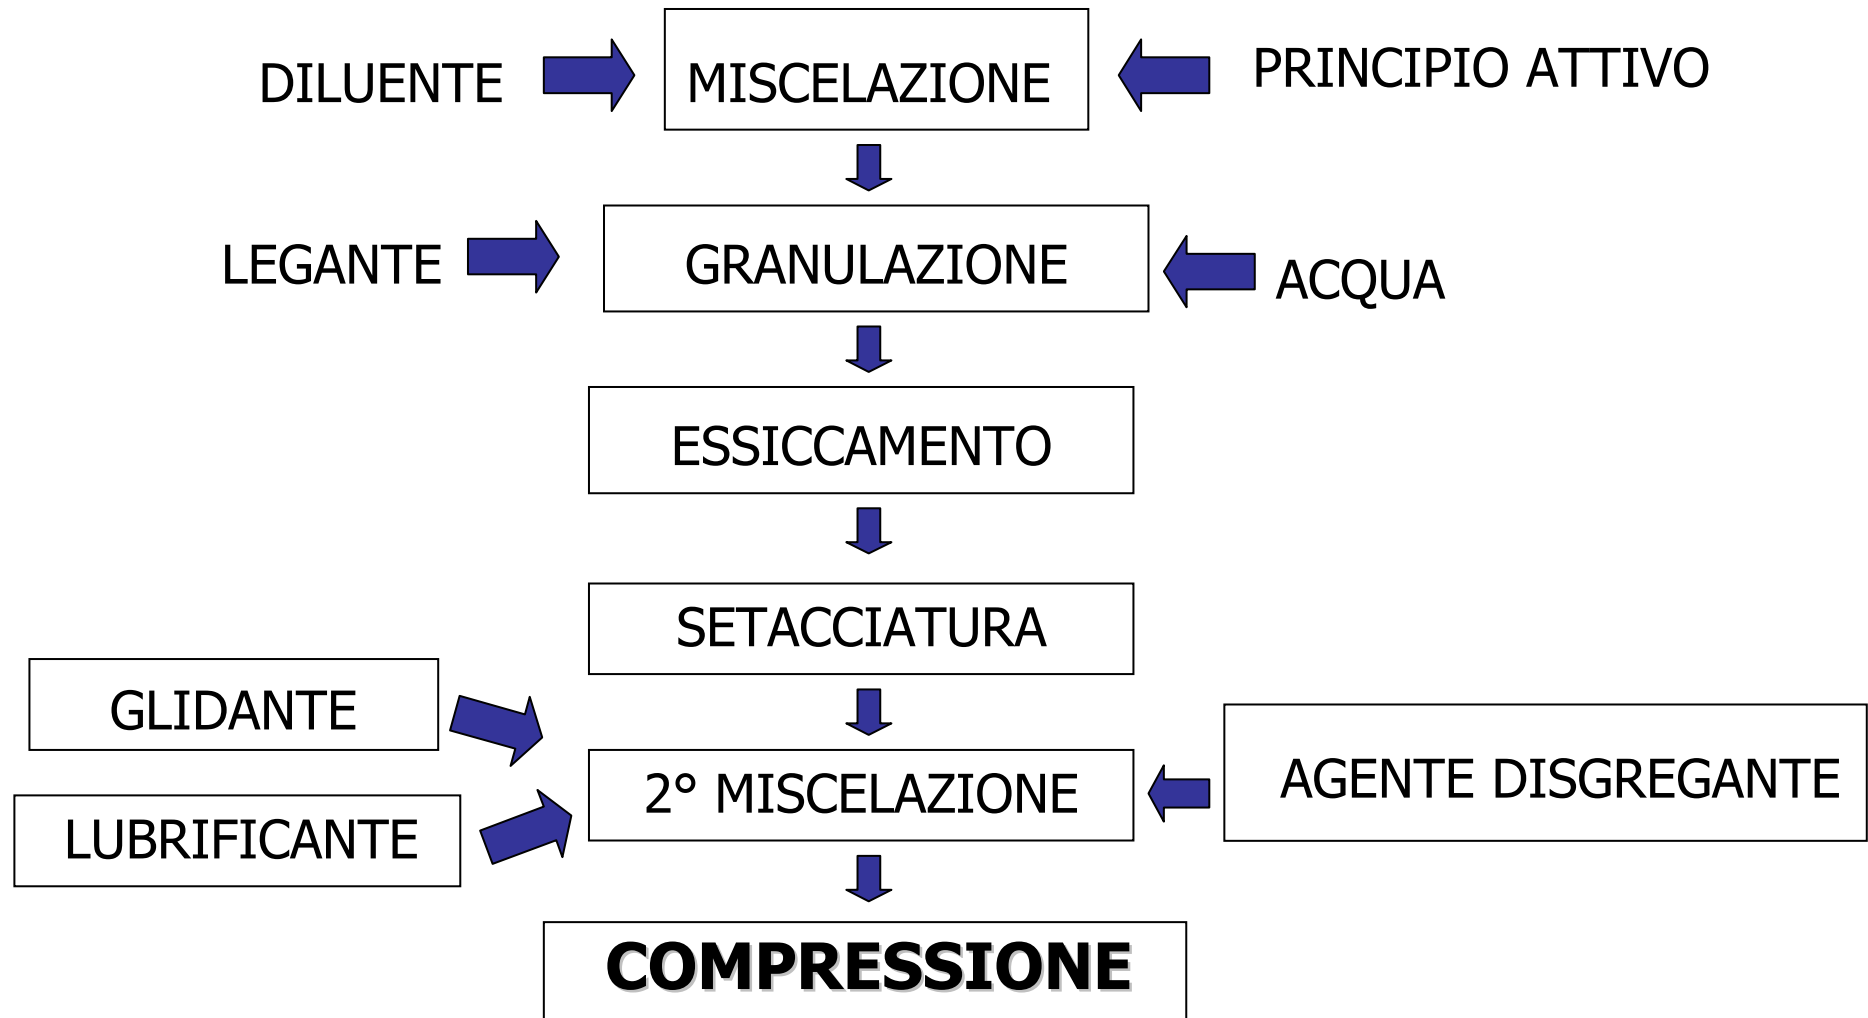 DILUENTE
MISCELAZIONE
PRINCIPIO ATTIVO
LEGANTE
GRANULAZIONE
ACQUA
ESSICCAMENTO
SETACCIATURA
GLIDANTE
2° MISCELAZIONE
AGENTE DISGREGANTE
LUBRIFICANTE
COMPRESSIONE